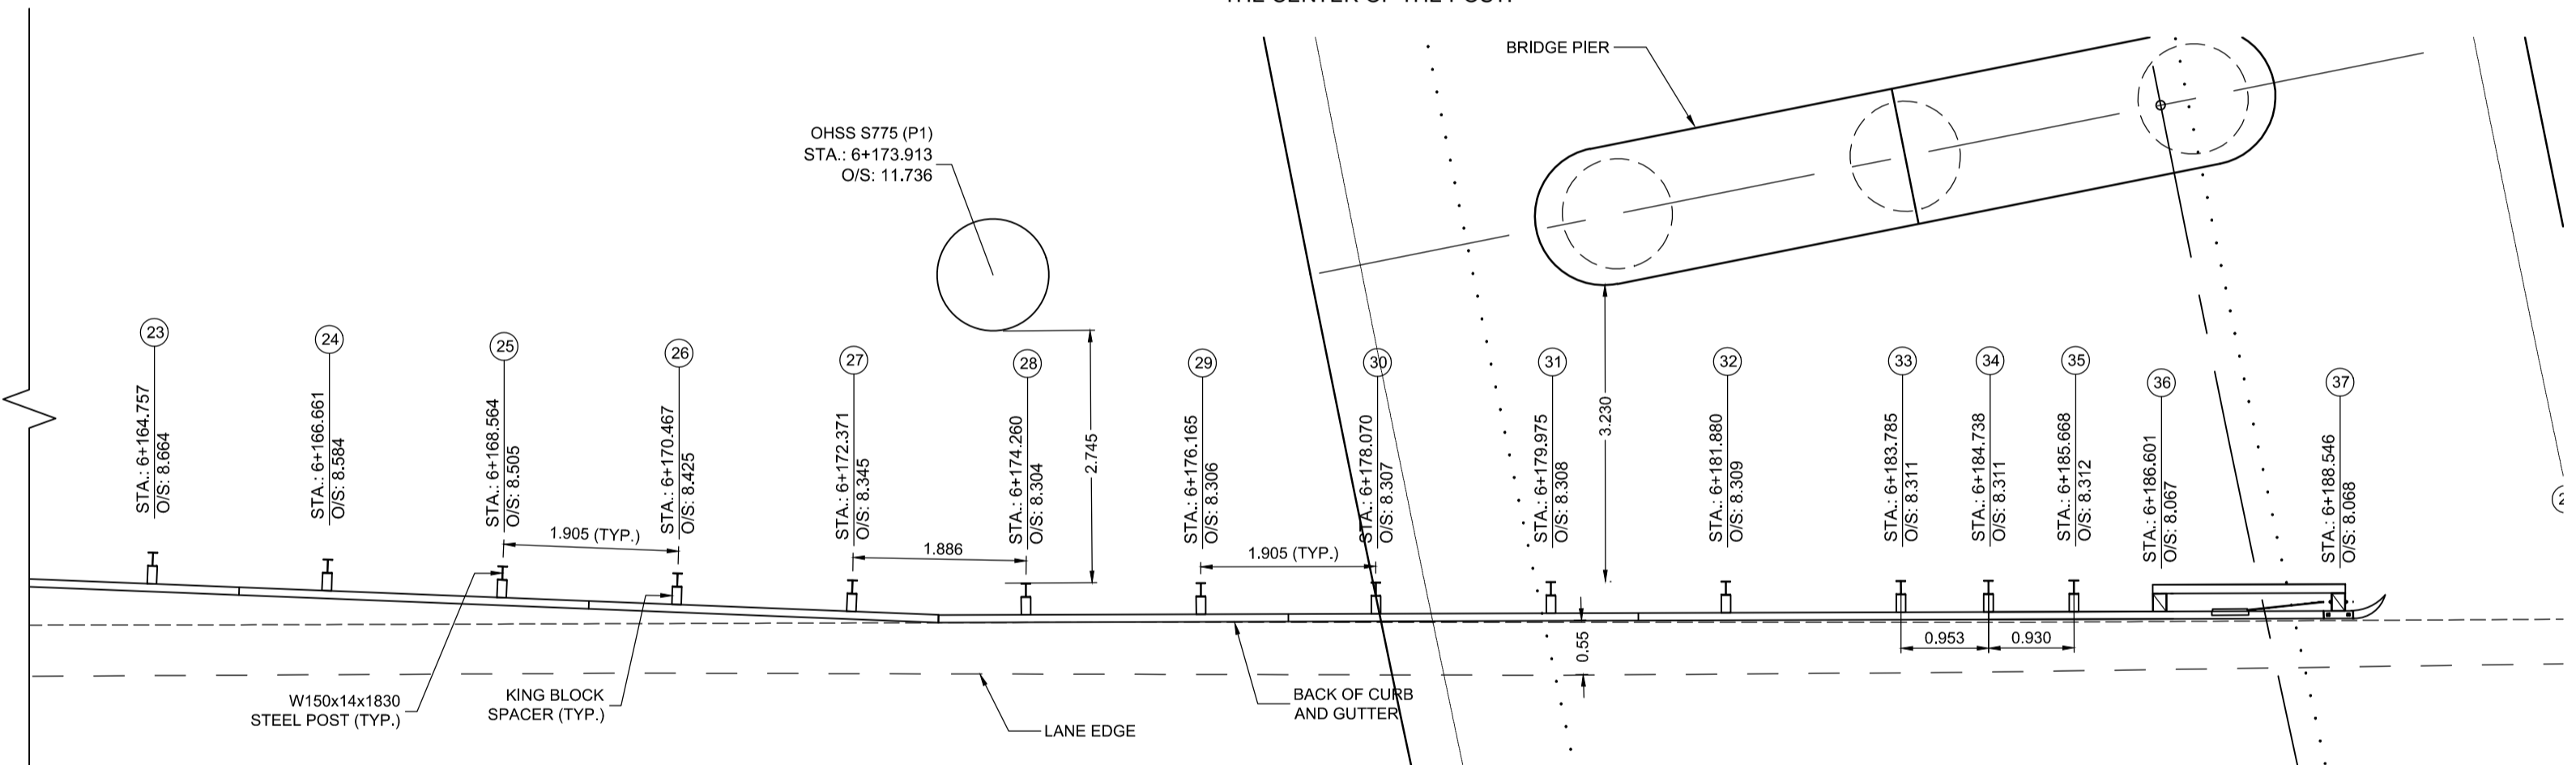 BRIDGE PIER
OHSS S775 (P1)
STA.: 6+173.913
O/S: 11.736
23
STA.: 6+164.757
O/S: 8.664
24
STA.: 6+166.661
O/S: 8.584
25
STA.: 6+168.564
O/S: 8.505
26
STA.: 6+170.467
O/S: 8.425
27
STA.: 6+172.371
O/S: 8.345
28
STA.: 6+174.260
O/S: 8.304
29
STA.: 6+176.165
O/S: 8.306
30
STA.: 6+178.070
O/S: 8.307
31
STA.: 6+179.975
O/S: 8.308
32
STA.: 6+181.880
O/S: 8.309
33
STA.: 6+183.785
O/S: 8.311
34
STA.: 6+184.738
O/S: 8.311
35
STA.: 6+185.668
O/S: 8.312
36
STA.: 6+186.601
O/S: 8.067
37
STA.: 6+188.546
O/S: 8.068
2.745
3.230
1.905 (TYP.)
1.886
1.905 (TYP.)
0.55
0.953
0.930
W150x14x1830
STEEL POST (TYP.)
KING BLOCK
SPACER (TYP.)
LANE EDGE
BACK OF CURB
AND GUTTER